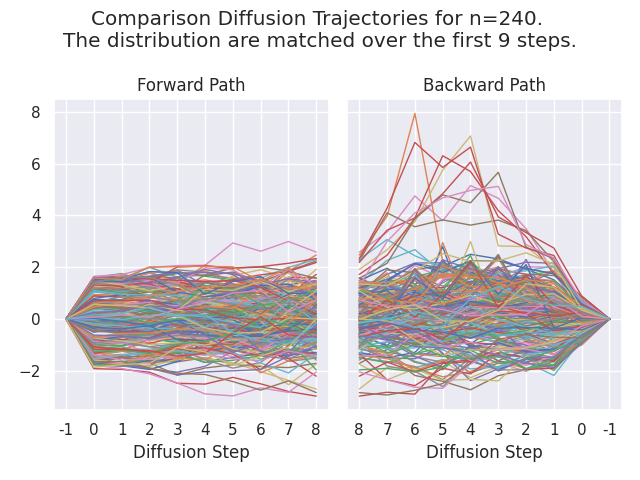 Comparison Diffusion Trajectories for n=240.
The distribution are matched over the first 9 steps.
Forward Path
Backward Path
8
6
4
2
0
−2
-1 0 1 2 3 4 5 6 7 8
8 7 6 5 4 3 2 1 0 -1
Diffusion Step
Diffusion Step